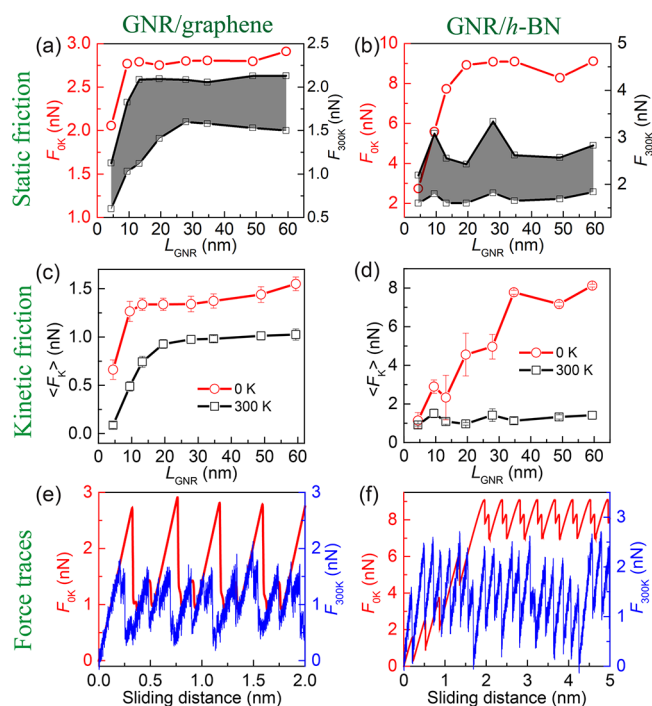 GNR/graphene GNR/h-BN
Static friction
(a)
3.0 2.5 2.0 1.5 1.0
F0K (nN)
2.5 2.0 1.5 1.0 0.5
F300K (nN)
0 10 20 30 40 50 60
LGNR (nm)
(b)
10 8 6 4 2
F0K (nN)
5 4 3 2
F300K (nN)
0 10 20 30 40 50 60
LGNR (nm)
Kinetic friction
(c)
1.5 1.0 0.5 0.0
<FK> (nN)
0 K
300 K
0 10 20 30 40 50 60
LGNR (nm)
(d)
8 6 4 2 0
<FK> (nN)
0 K
300 K
0 10 20 30 40 50 60
LGNR (nm)
Force traces
(e)
3 2 1 0
F0K (nN)
3 2 1 0
F300K (nN)
0.0 0.5 1.0 1.5 2.0
Sliding distance (nm)
(f)
8 6 4 2 0
F0K (nN)
3 2 1 0
F300K (nN)
0 1 2 3 4 5
Sliding distance (nm)